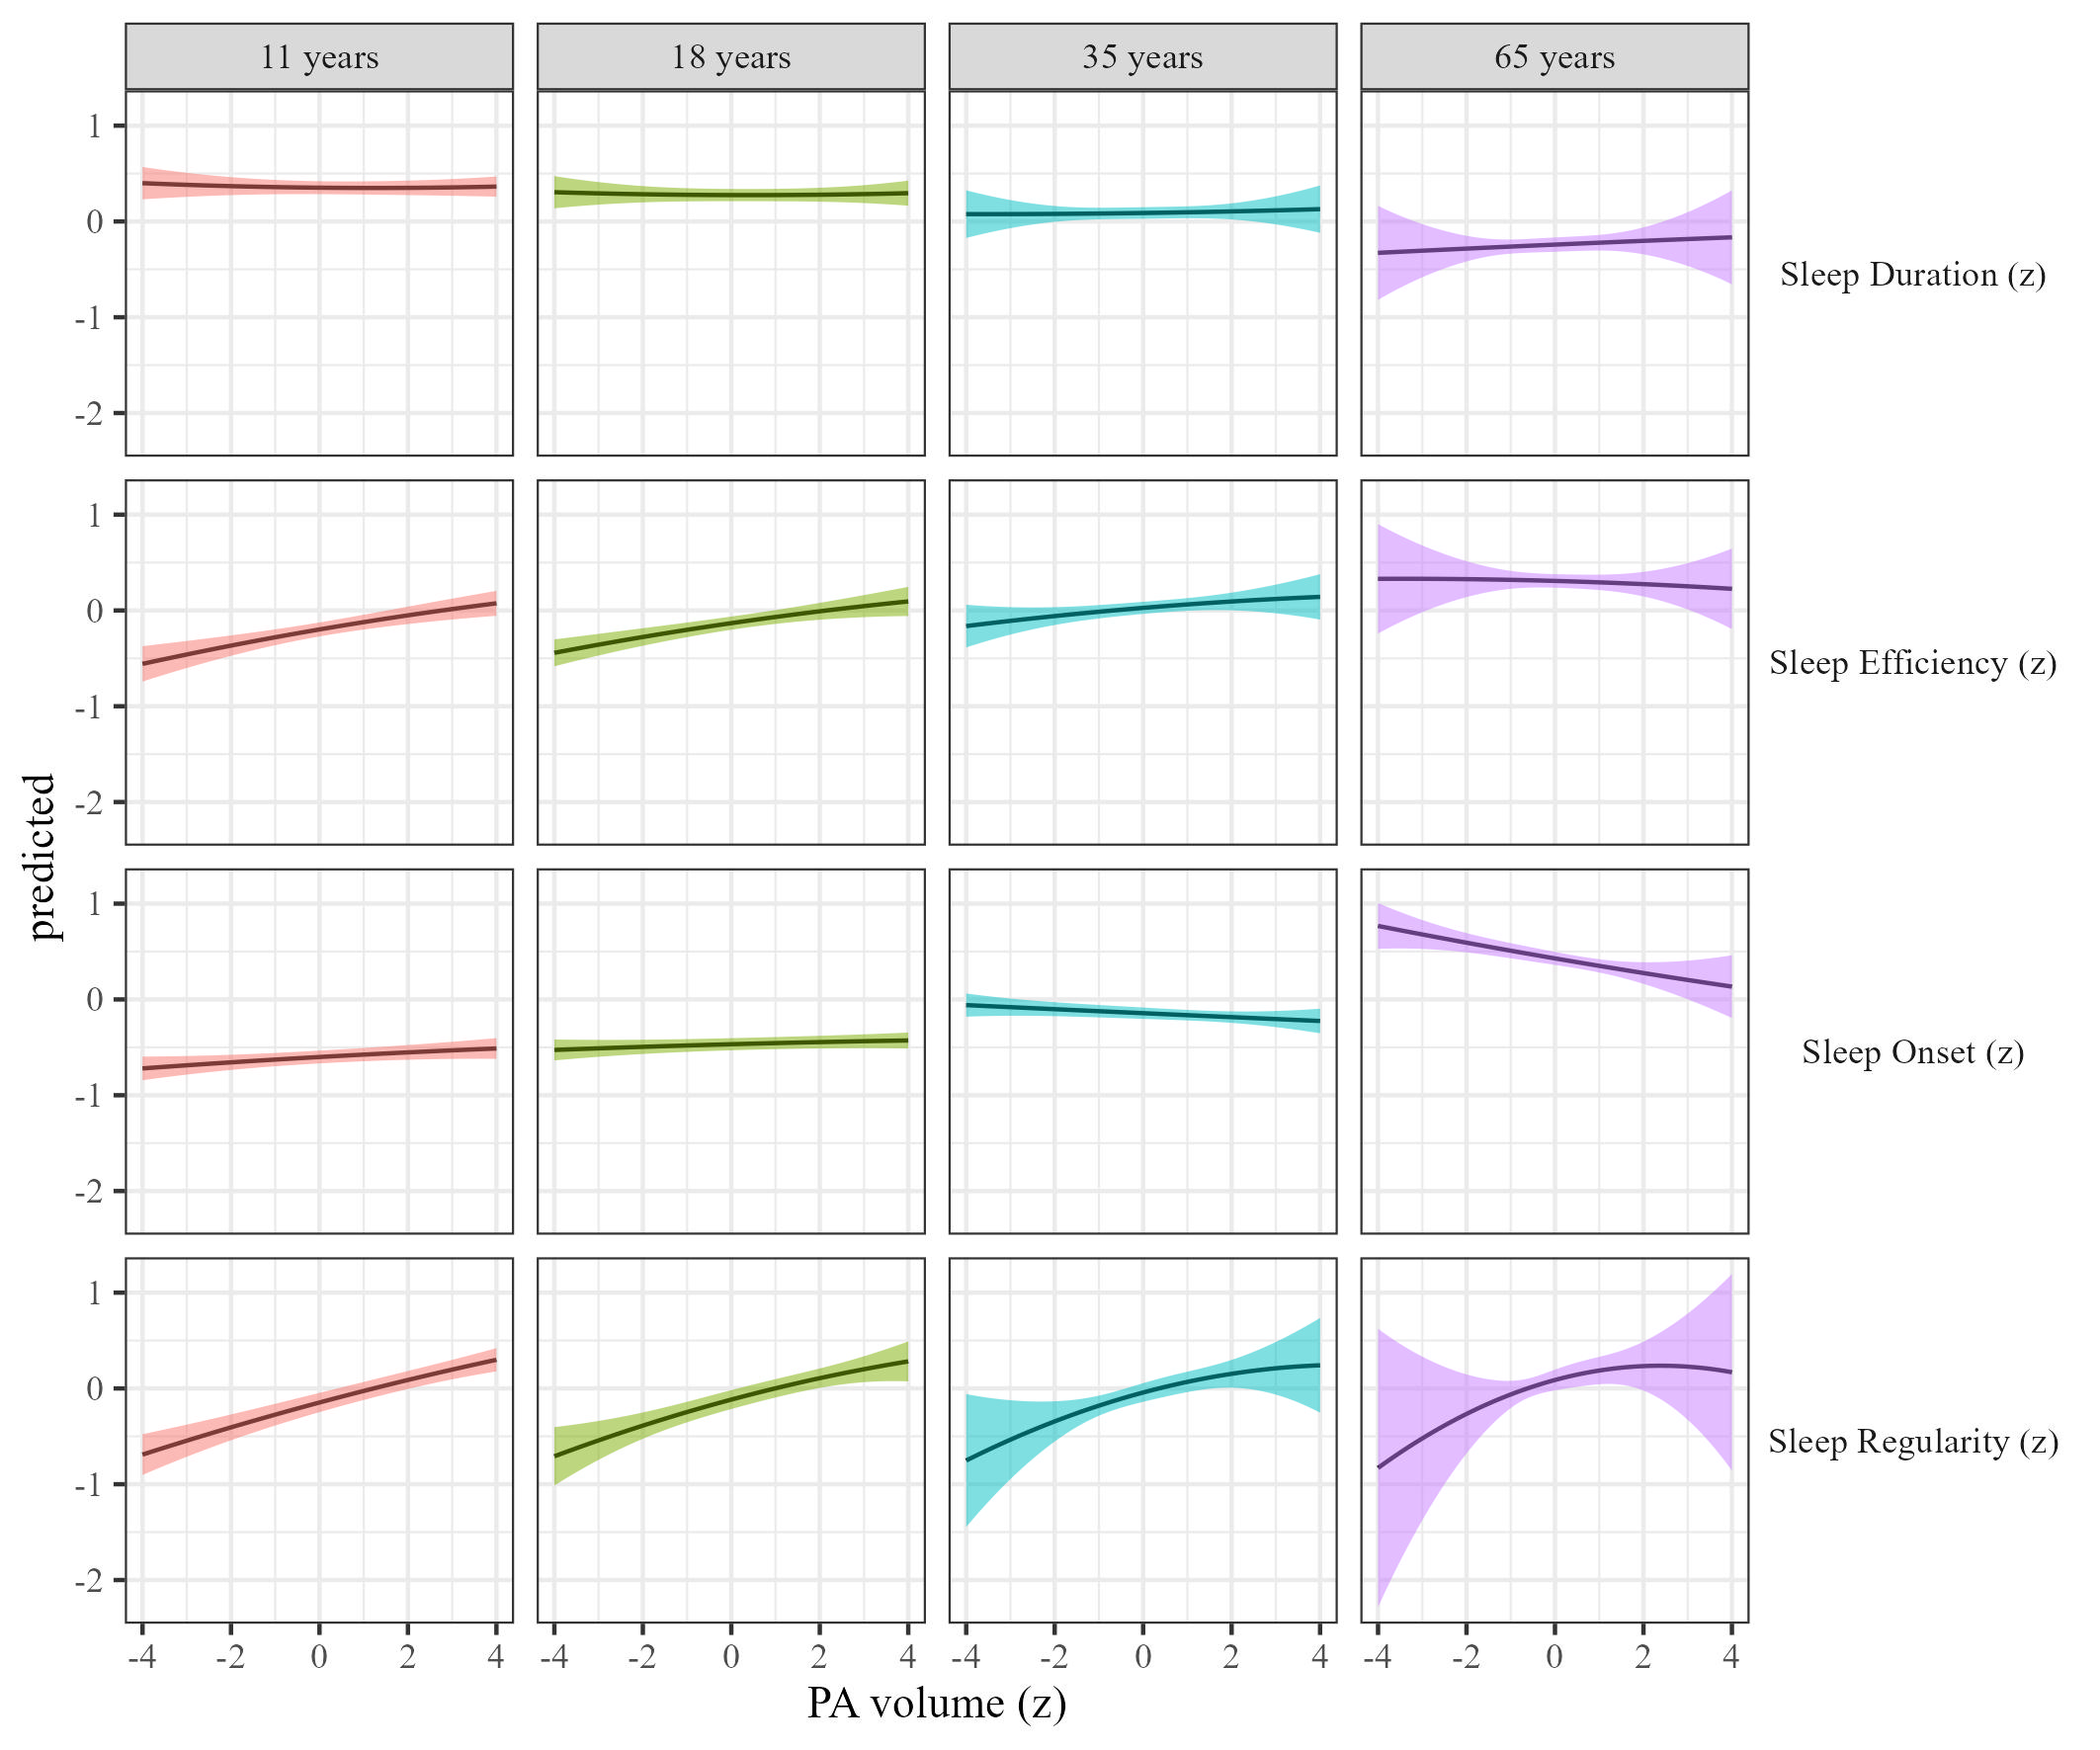 11 years 18 years 35 years 65 years
1
0
-1
-2
Sleep Duration (z)
1
0
-1
-2
Sleep Efficiency (z)
predicted
1
0
-1
-2
Sleep Onset (z)
1
0
-1
-2
Sleep Regularity (z)
-4 -2 0 2 4 -4 -2 0 2 4 -4 -2 0 2 4 -4 -2 0 2 4
PA volume (z)